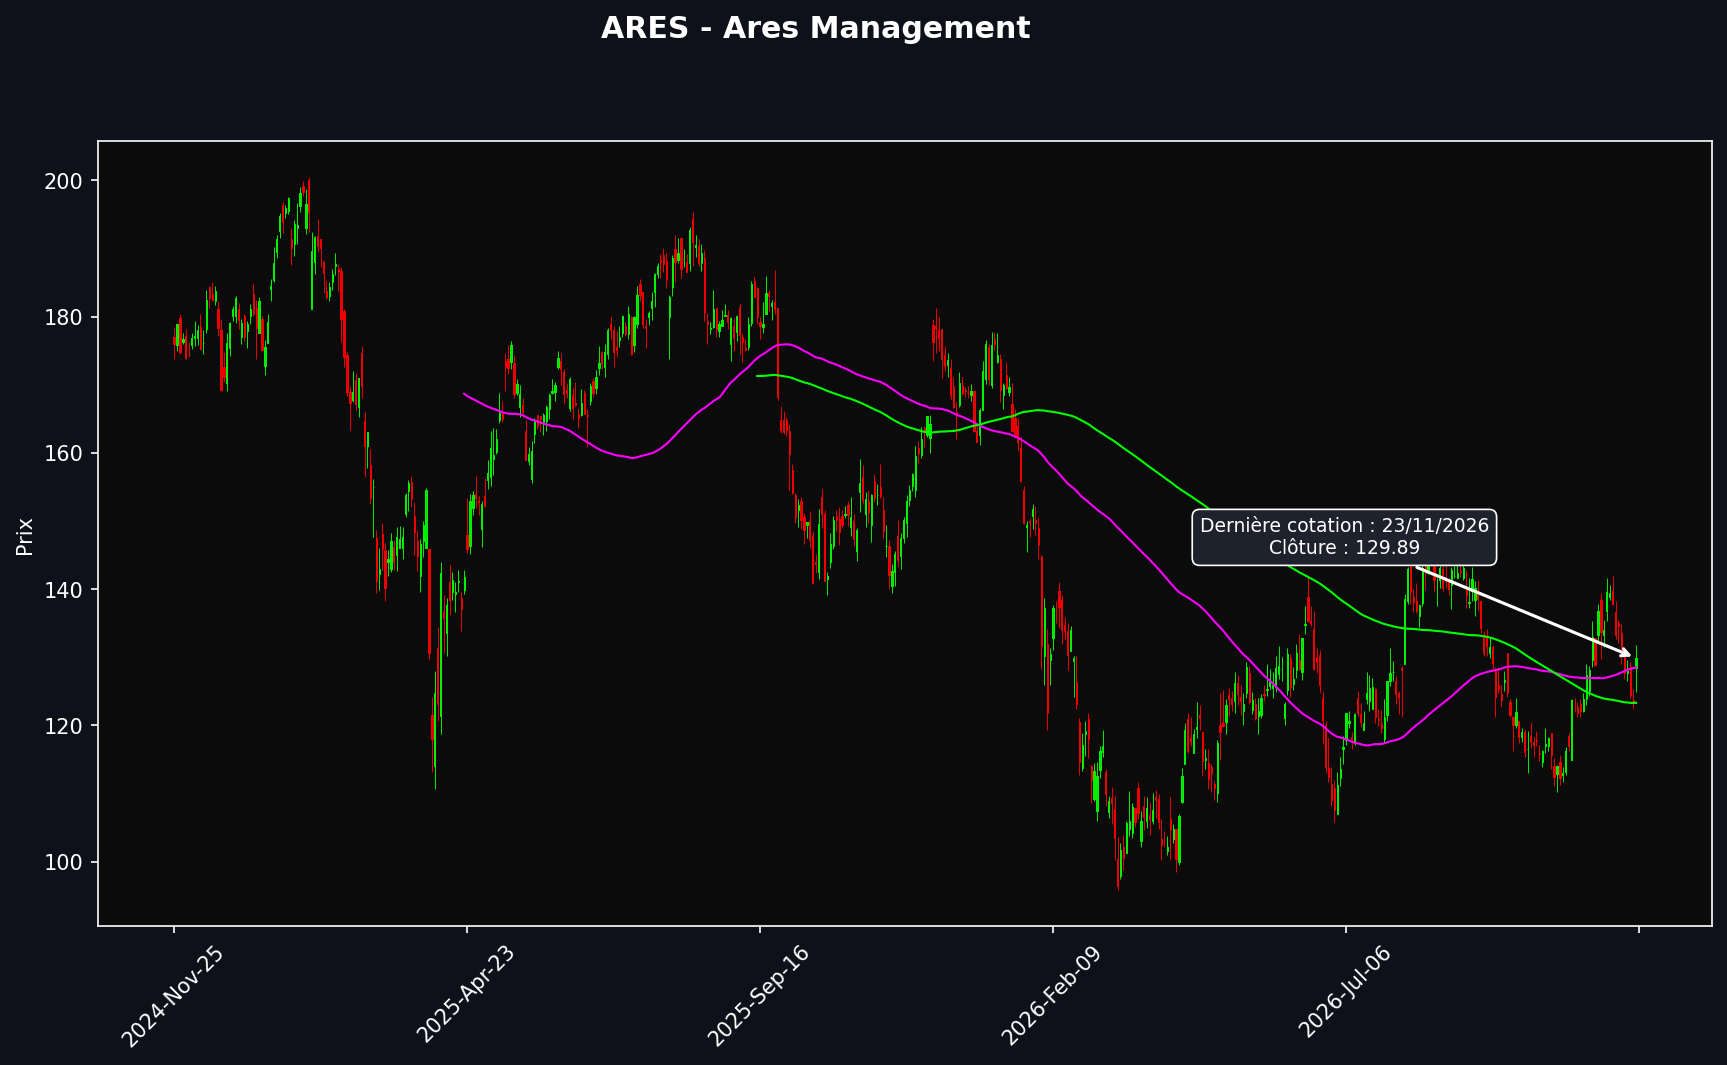 ARES - Ares Management
Prix
200
180
160
140
120
100
Dernière cotation : 23/11/2026
Clôture : 129.89
2024-Nov-25
2025-Apr-23
2025-Sep-16
2026-Feb-09
2026-Jul-06